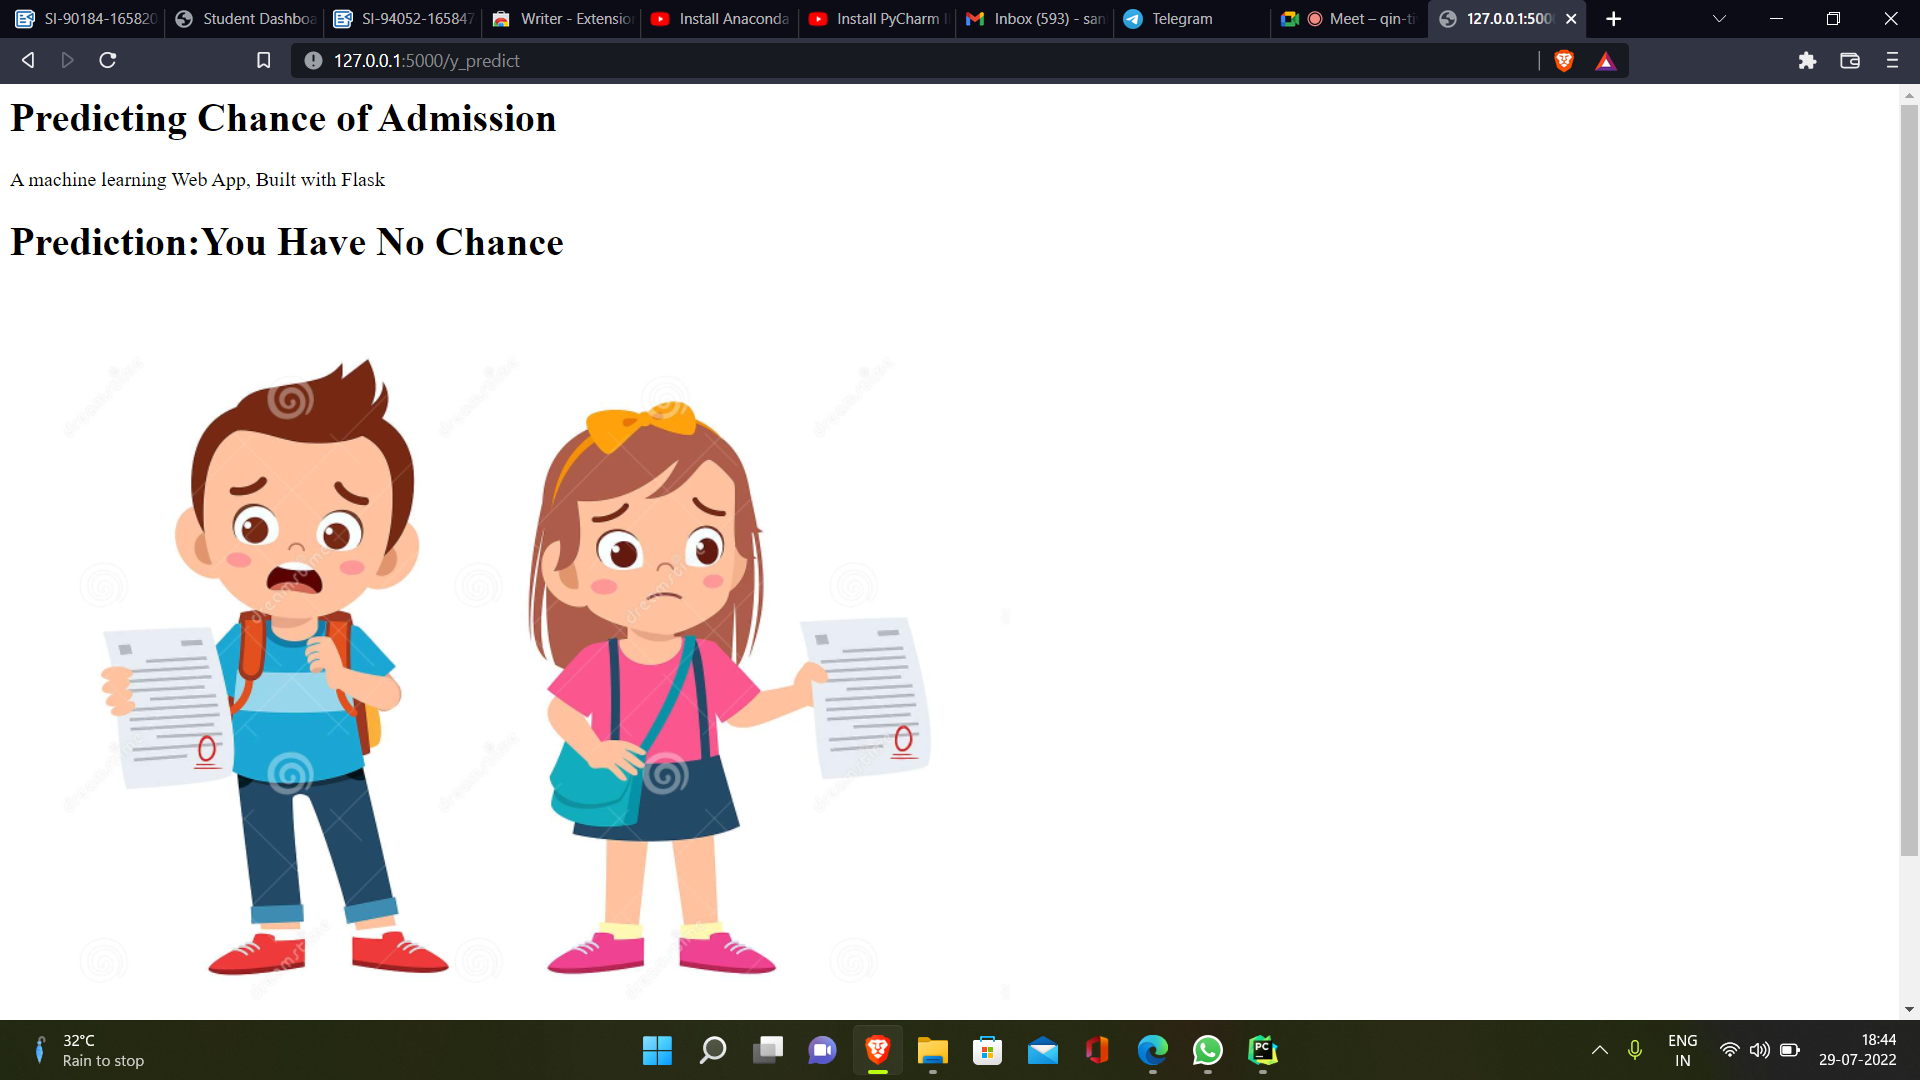 SI-90184-165820
Student Dashboa
SI-94052-165847
Writer - Extension
Install Anaconda
Install PyCharm I
Inbox (593) - san
Telegram
Meet – qin-ti
127.0.0.1:500
127.0.0.1:5000/y_predict
Predicting Chance of Admission
A machine learning Web App, Built with Flask
Prediction:You Have No Chance
dreamstime
0
0
32°C
Rain to stop
PC
ENG
IN
18:44
29-07-2022